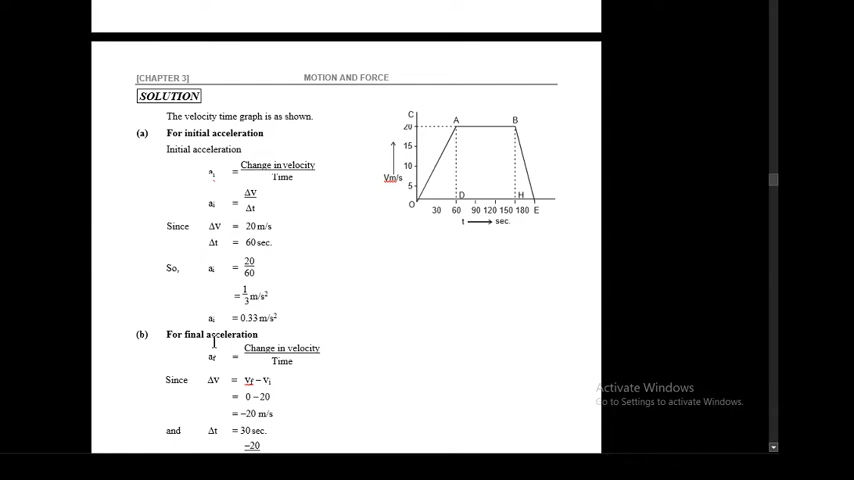 [CHAPTER 3] MOTION AND FORCE
SOLUTION
The velocity time graph is as shown.
(a) For initial acceleration
Initial acceleration
aᵢ = Change in velocity / Time
aᵢ = ΔV / Δt
Since ΔV = 20 m/s
Δt = 60 sec.
So, aᵢ = 20 / 60
= 1/3 m/s²
aᵢ = 0.33 m/s²
(b) For final acceleration
a_f = Change in velocity / Time
Since ΔV = v_f – vᵢ
= 0 – 20
= –20 m/s
and Δt = 30 sec.
–20
C
A B
20
15
10
5
Vm/s
O
D H
30 60 90 120 150 180 E
t → sec.
Activate Windows
Go to Settings to activate Windows.